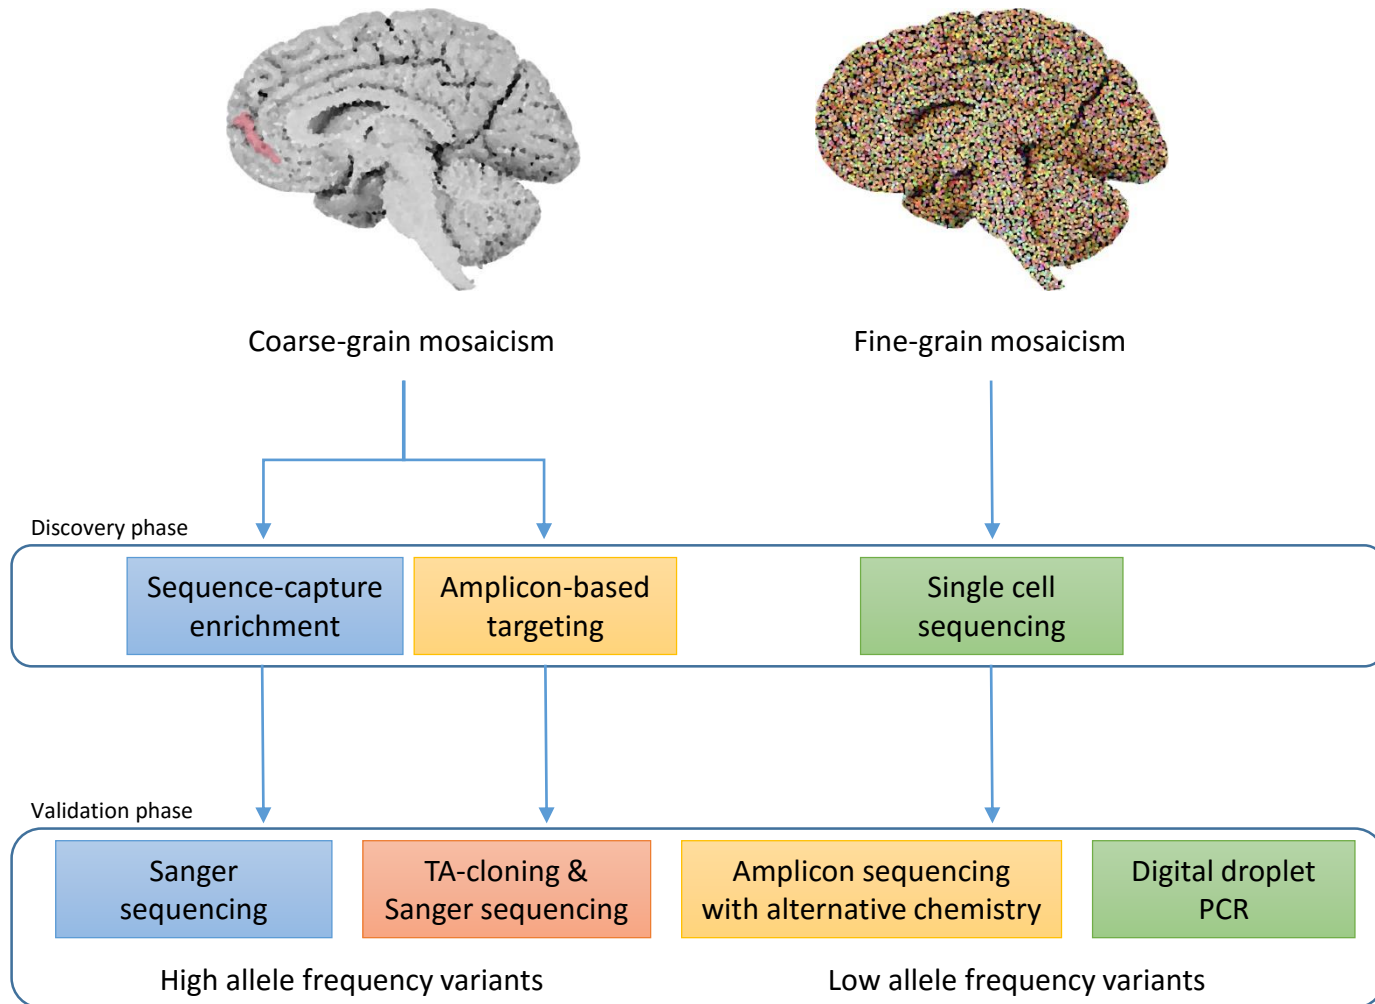 Coarse-grain mosaicism
Fine-grain mosaicism
Discovery phase
Sequence-capture
enrichment
Amplicon-based
targeting
Single cell
sequencing
Validation phase
Sanger
sequencing
TA-cloning &
Sanger sequencing
Amplicon sequencing
with alternative chemistry
Digital droplet
PCR
High allele frequency variants
Low allele frequency variants